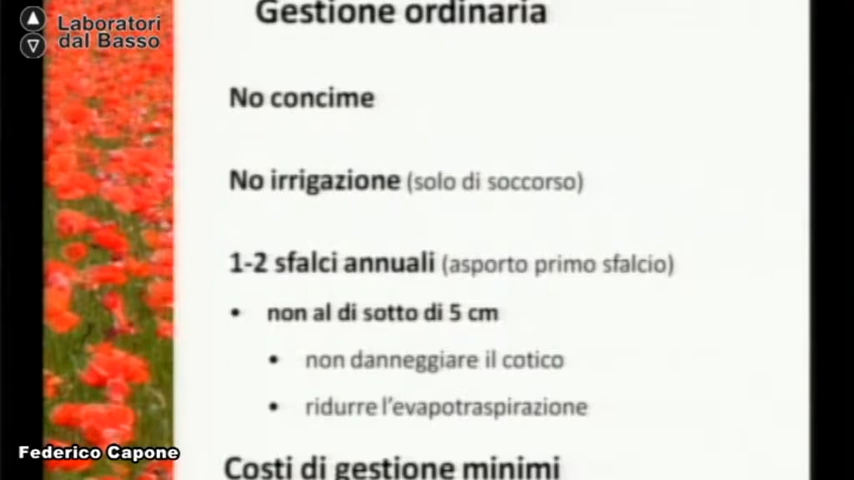 Gestione ordinaria
Laboratori
dal Basso
No concime
No irrigazione (solo di soccorso)
1-2 sfalci annuali (asporto primo sfalcio)
• non al di sotto di 5 cm
• non danneggiare il cotico
• ridurre l'evapotraspirazione
Federico Capone
Costi di gestione minimi